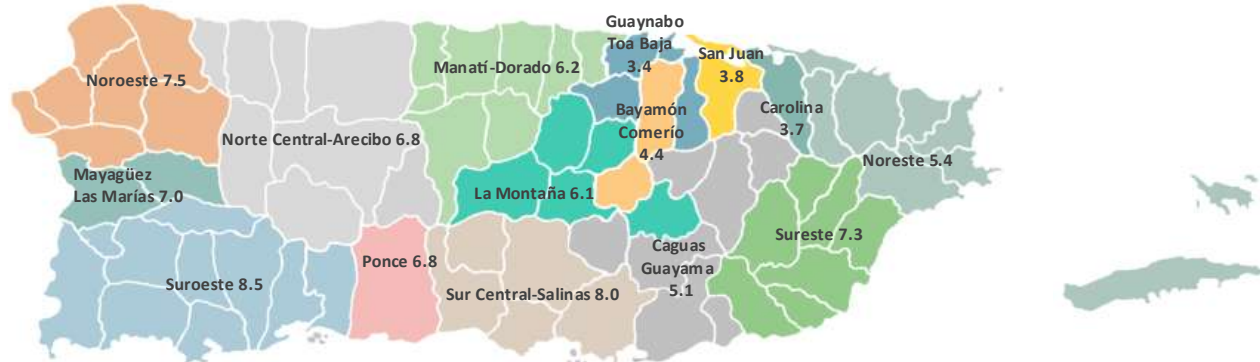 Guaynabo
Toa Baja
3.4
San Juan
3.8
Manatí-Dorado 6.2
Noroeste 7.5
Bayamón
Comerío
4.4
Carolina
3.7
Norte Central-Arecibo 6.8
Noreste 5.4
Mayagüez
Las Marías 7.0
La Montaña 6.1
Sureste 7.3
Caguas
Guayama
5.1
Ponce 6.8
Suroeste 8.5
Sur Central-Salinas 8.0